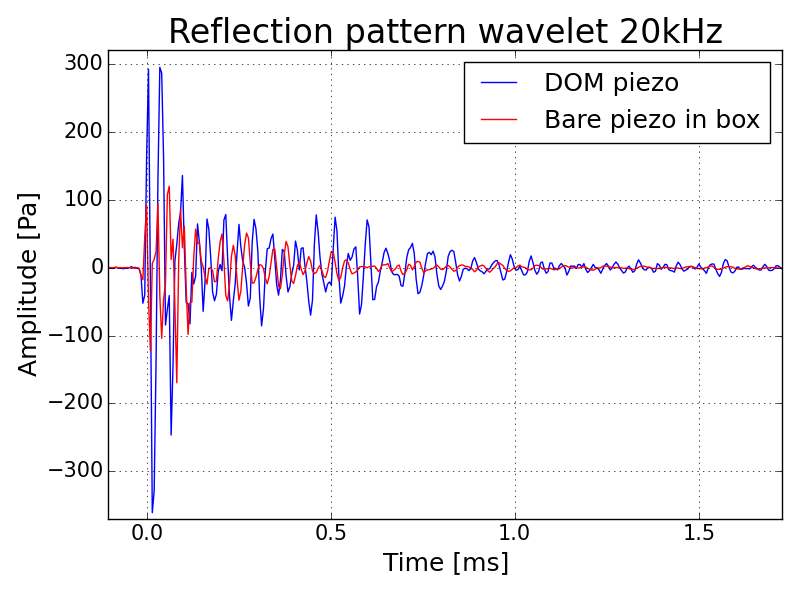 Reflection pattern wavelet 20kHz
DOM piezo
Bare piezo in box
Amplitude [Pa]
300
200
100
0
−100
−200
−300
0.0 0.5 1.0 1.5
Time [ms]